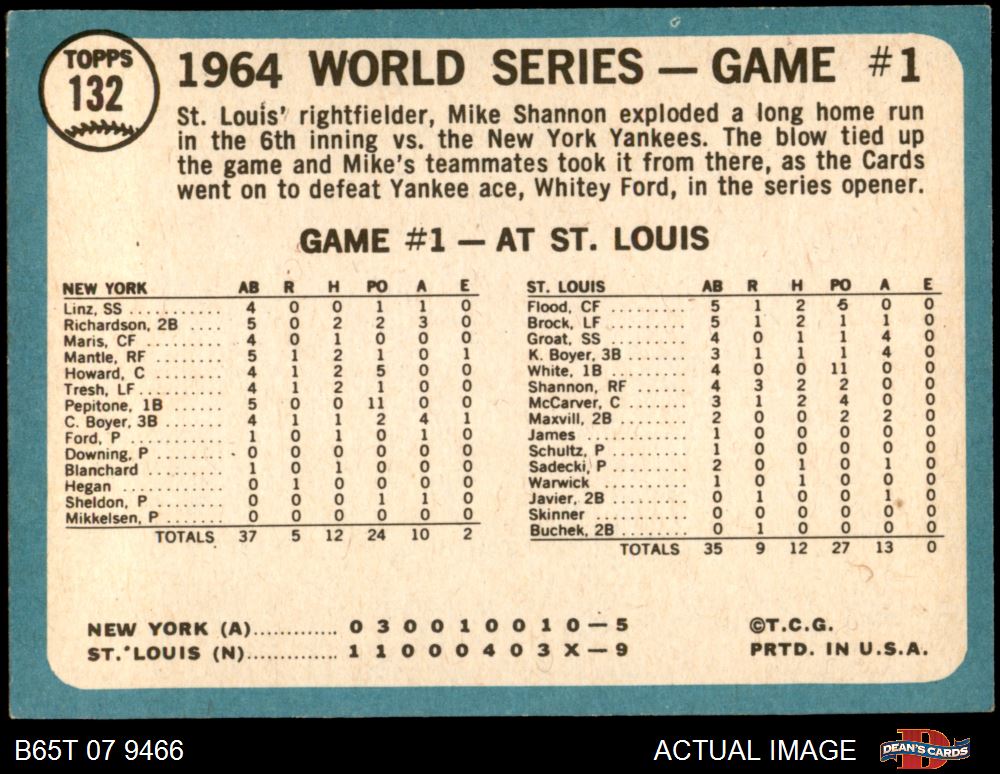 TOPPS
132
1964 WORLD SERIES — GAME #1
St. Louis' rightfielder, Mike Shannon exploded a long home run
in the 6th inning vs. the New York Yankees. The blow tied up
the game and Mike's teammates took it from there, as the Cards
went on to defeat Yankee ace, Whitey Ford, in the series opener.
GAME #1 — AT ST. LOUIS
NEW YORK AB R H PO A E
Linz, SS 4 0 0 1 1 0
Richardson, 2B 5 0 2 2 3 0
Maris, CF 4 0 1 0 0 0
Mantle, RF 5 1 2 1 0 1
Howard, C 4 1 2 5 0 0
Tresh, LF 4 1 2 1 0 0
Pepitone, 1B 5 0 0 11 0 0
C. Boyer, 3B 4 1 1 2 4 1
Ford, P 1 0 1 0 1 0
Downing, P 0 0 0 0 0 0
Blanchard 1 0 1 0 0 0
Hegan 0 1 0 0 0 0
Sheldon, P 0 0 0 1 1 0
Mikkelsen, P 0 0 0 0 0 0
TOTALS 37 5 12 24 10 2
ST. LOUIS AB R H PO A E
Flood, CF 5 1 2 5 0 0
Brock, LF 5 1 2 1 1 0
Groat, SS 4 0 1 1 4 0
K. Boyer, 3B 3 1 1 1 4 0
White, 1B 4 0 0 11 0 0
Shannon, RF 4 3 2 2 0 0
McCarver, C 3 1 2 4 0 0
Maxvill, 2B 2 0 0 2 2 0
James 1 0 0 0 0 0
Schultz, P 1 0 0 0 0 0
Sadecki, P 2 0 1 0 1 0
Warwick 1 0 1 0 0 0
Javier, 2B 0 1 0 0 1 0
Skinner 0 0 0 0 0 0
Buchek, 2B 0 1 0 0 0 0
TOTALS 35 9 12 27 13 0
NEW YORK (A) 0 3 0 0 1 0 0 1 0 — 5
ST. LOUIS (N) 1 1 0 0 0 4 0 3 X — 9
©T.C.G.
PRTD. IN U.S.A.
B65T 07 9466
ACTUAL IMAGE
DEAN'S CARDS